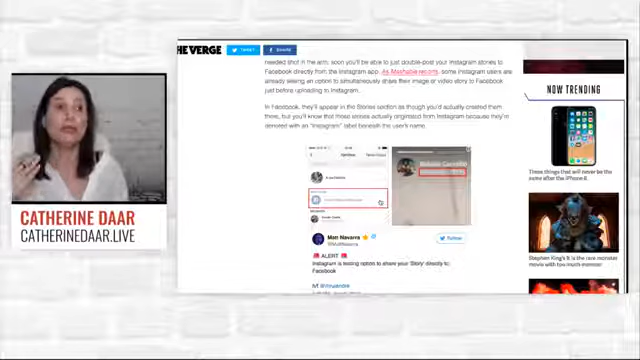 HE VERGE
TWEET
SHARE
needed shot in the arm: soon you'll be able to just double-post your Instagram stories to
Facebook directly from the Instagram app. As Mashable reports, some Instagram users are
already seeing an option to simultaneously share their image or video story to Facebook
just before uploading to Instagram.
In Facebook, they'll appear in the Stories section as though you'd actually created them
there, but you'll know that those stories actually originated from Instagram because they're
denoted with an "Instagram" label beneath the user's name.
NOW TRENDING
These things that will never be the
same after the iPhone 8
Stephen King's It is the rare monster
movie with too much monster
CATHERINE DAAR
CATHERINEDAAR.LIVE
Matt Navarra
@MattNavarra
Follow
ALERT
Instagram is testing option to share your 'Story' directly to
Facebook